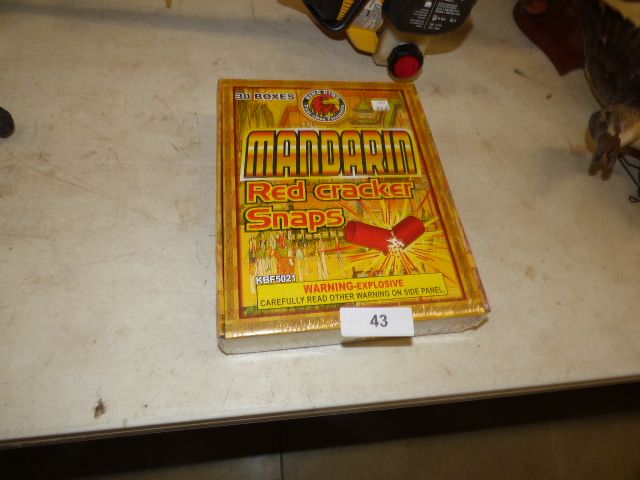 30 BOXES
MANDARIN
Red cracker
Snaps
KBF5021
WARNING-EXPLOSIVE
CAREFULLY READ OTHER WARNING ON SIDE PANEL
43